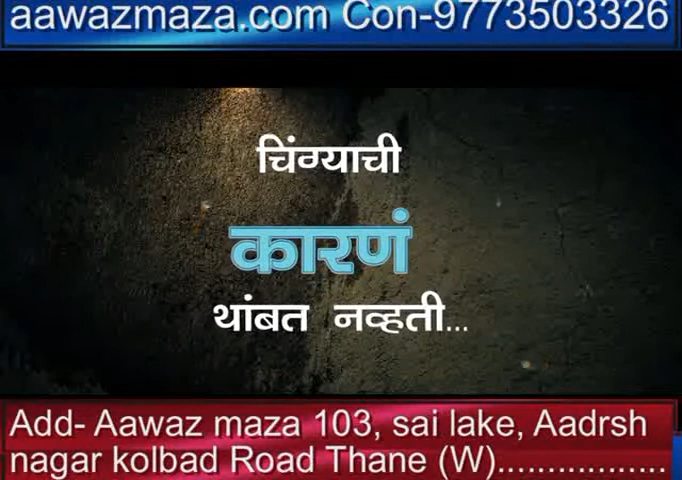 aawazmaza.com Con-9773503326
चिंग्याची
कारणं
थांबत नव्हती...
Add- Aawaz maza 103, sai lake, Aadrsh
nagar kolbad Road Thane (W).................